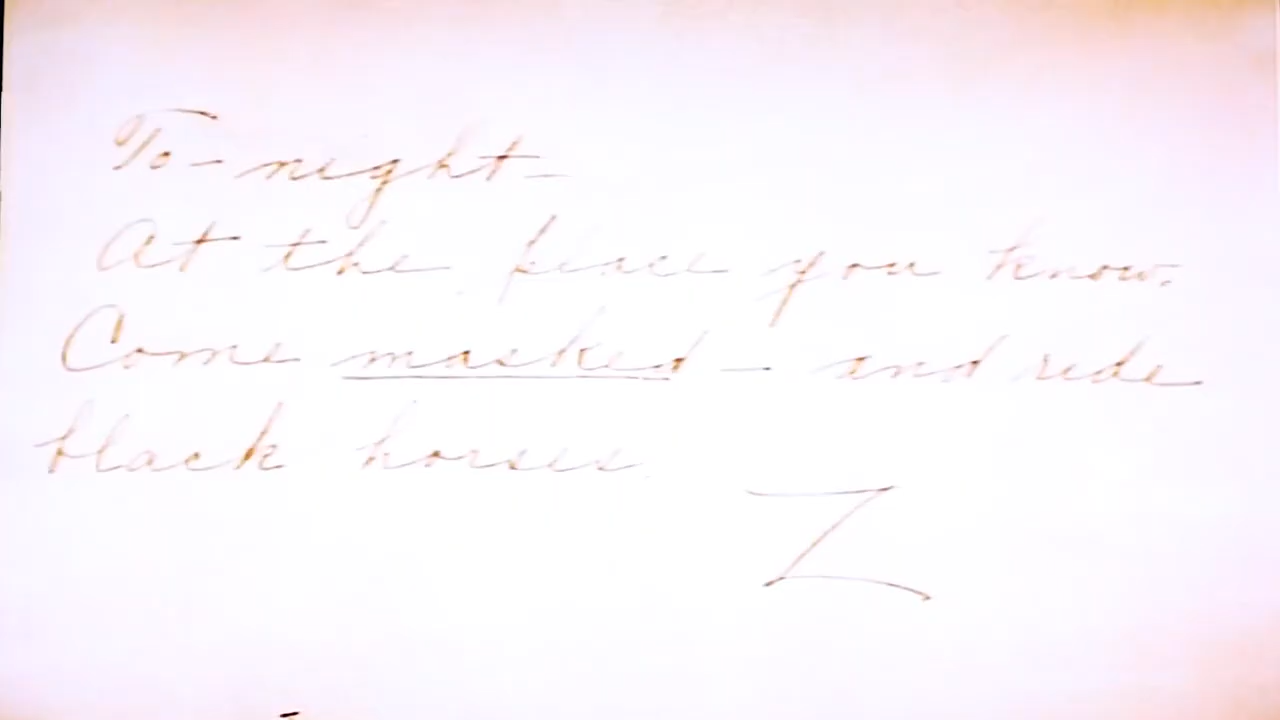 To-night-
At the place you know.
Come masked - and ride
black horses.
Z